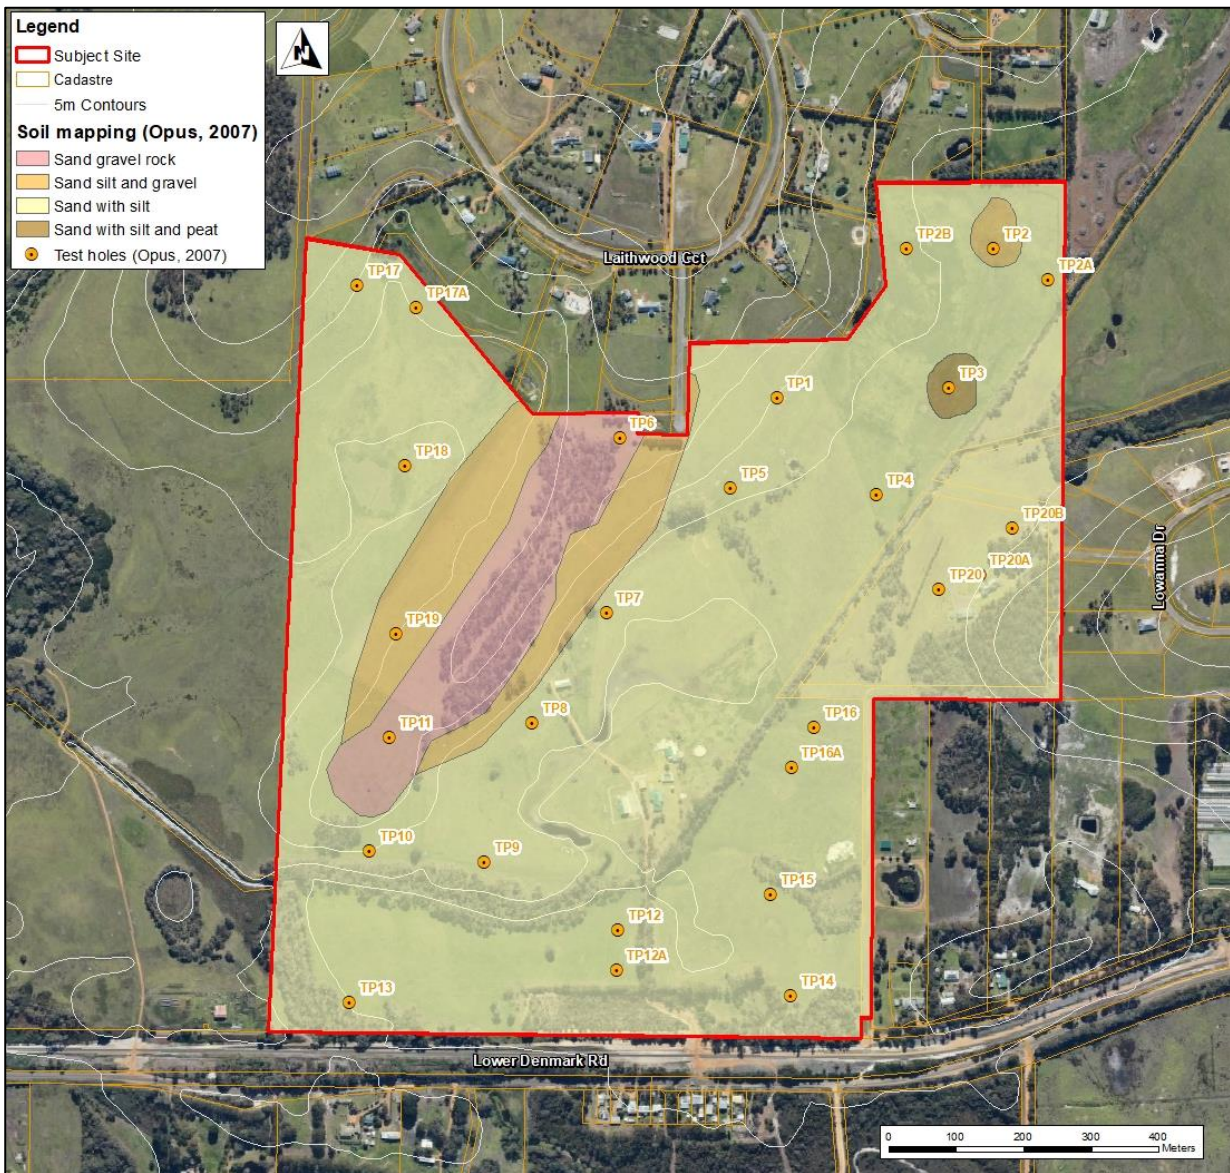 Legend
Subject Site
Cadastre
5m Contours
Soil mapping (Opus, 2007)
Sand gravel rock
Sand silt and gravel
Sand with silt
Sand with silt and peat
Test holes (Opus, 2007)
N
Laithwood Cct
TP2B
TP2
TP2A
TP17
TP17A
TP3
TP1
TP6
TP18
TP5
TP4
TP20B
TP20A
TP20
Lowanna Dr
TP7
TP19
TP8
TP16
TP11
TP16A
TP10
TP9
TP15
TP12
TP12A
TP13
TP14
Lower Denmark Rd
0 100 200 300 400
Meters